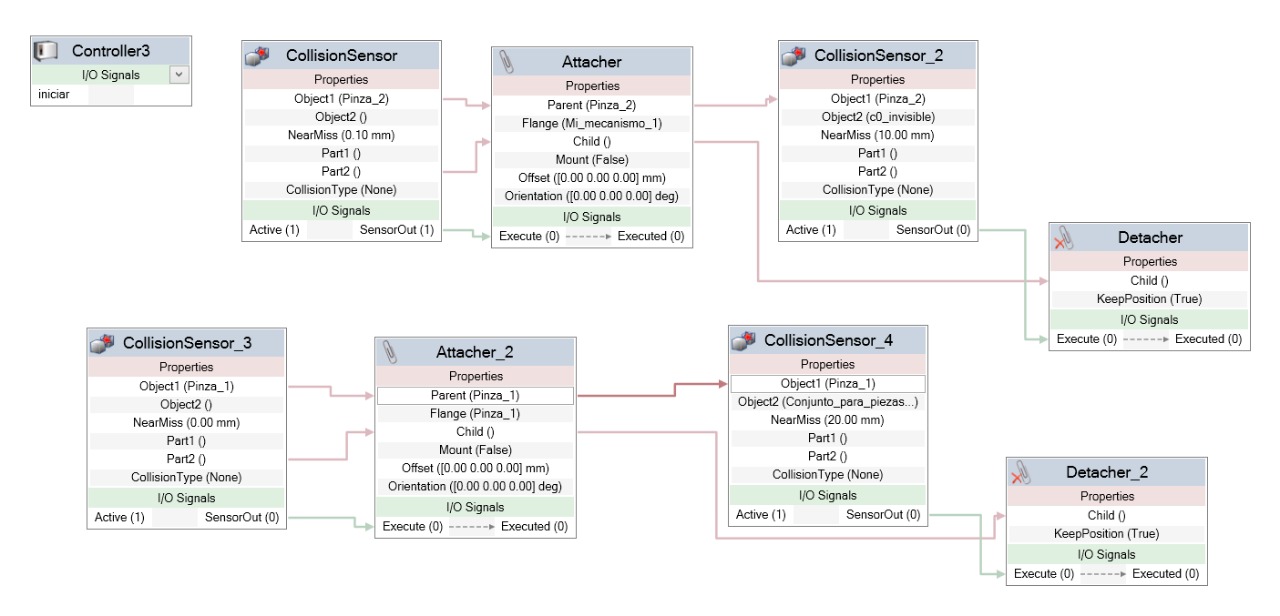 Controller3
I/O Signals
iniciar
CollisionSensor
Properties
Object1 (Pinza_2)
Object2 ()
NearMiss (0.10 mm)
Part1 ()
Part2 ()
CollisionType (None)
I/O Signals
Active (1) SensorOut (1)
Attacher
Properties
Parent (Pinza_2)
Flange (Mi_mecanismo_1)
Child ()
Mount (False)
Offset ([0.00 0.00 0.00] mm)
Orientation ([0.00 0.00 0.00] deg)
I/O Signals
Execute (0) Executed (0)
CollisionSensor_2
Properties
Object1 (Pinza_2)
Object2 (c0_invisible)
NearMiss (10.00 mm)
Part1 ()
Part2 ()
CollisionType (None)
I/O Signals
Active (1) SensorOut (0)
Detacher
Properties
Child ()
KeepPosition (True)
I/O Signals
Execute (0) Executed (0)
CollisionSensor_3
Properties
Object1 (Pinza_1)
Object2 ()
NearMiss (0.00 mm)
Part1 ()
Part2 ()
CollisionType (None)
I/O Signals
Active (1) SensorOut (0)
Attacher_2
Properties
Parent (Pinza_1)
Flange (Pinza_1)
Child ()
Mount (False)
Offset ([0.00 0.00 0.00] mm)
Orientation ([0.00 0.00 0.00] deg)
I/O Signals
Execute (0) Executed (0)
CollisionSensor_4
Properties
Object1 (Pinza_1)
Object2 (Conjunto_para_piezas...)
NearMiss (20.00 mm)
Part1 ()
Part2 ()
CollisionType (None)
I/O Signals
Active (1) SensorOut (0)
Detacher_2
Properties
Child ()
KeepPosition (True)
I/O Signals
Execute (0) Executed (0)